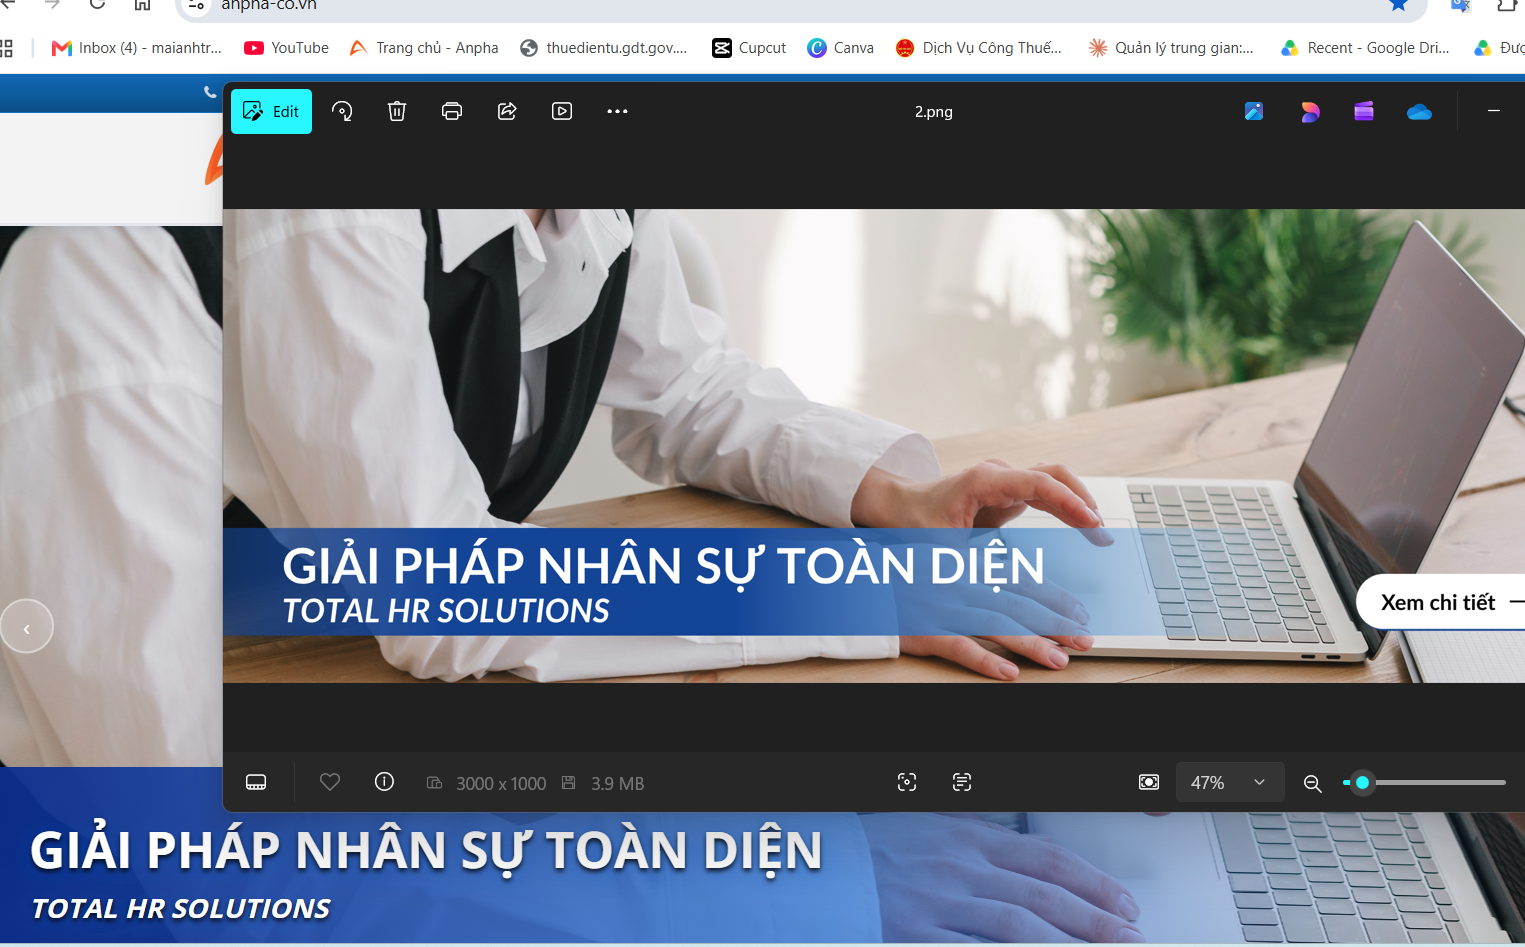 anpha-co.vn
Inbox (4) - maianhtr...
YouTube
Trang chủ - Anpha
thuedientu.gdt.gov....
Cupcut
Canva
Dịch Vụ Công Thuế...
Quản lý trung gian:...
Recent - Google Dri...
Edit
2.png
GIẢI PHÁP NHÂN SỰ TOÀN DIỆN
TOTAL HR SOLUTIONS
Xem chi tiết
3000 x 1000
3.9 MB
47%
GIẢI PHÁP NHÂN SỰ TOÀN DIỆN
TOTAL HR SOLUTIONS